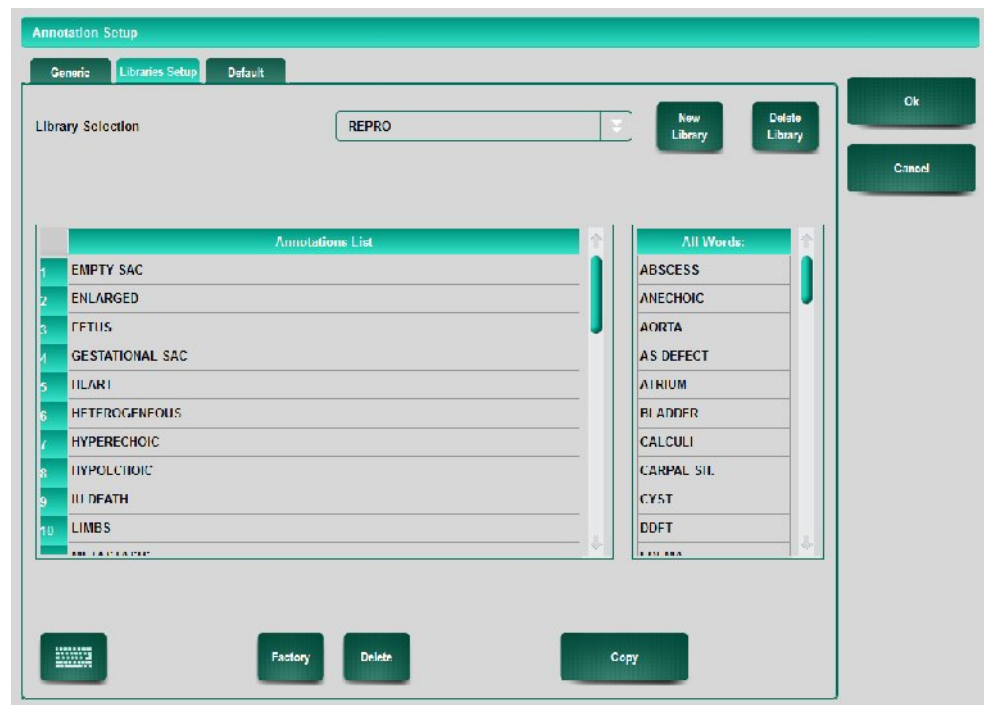 Annotation Setup
Generic
Libraries Setup
Default
Library Selection
REPRO
New
Library
Delete
Library
Ok
Cancel
Annotations List
1 EMPTY SAC
2 ENLARGED
3 FETUS
4 GESTATIONAL SAC
5 HEART
6 HETEROGENEOUS
7 HYPERECHOIC
8 HYPOECHOIC
9 IU DEATH
10 LIMBS
All Words:
ABSCESS
ANECHOIC
AORTA
AS DEFECT
ATRIUM
BLADDER
CALCULI
CARPAL SH.
CYST
DDFT
Factory
Delete
Copy